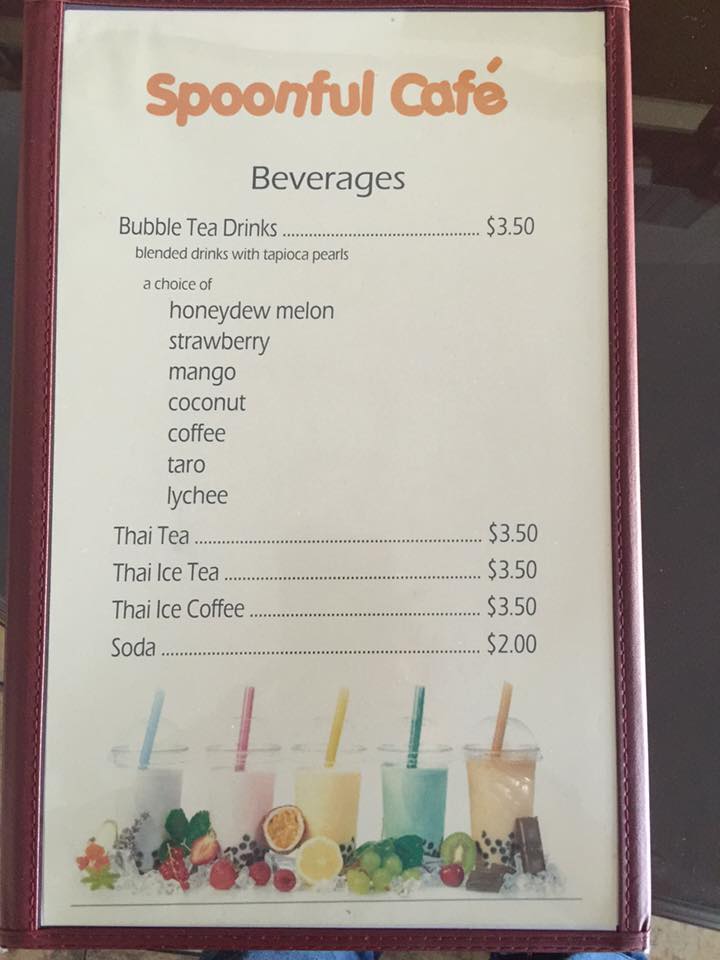 Spoonful Café
Beverages
Bubble Tea Drinks ................................................ $3.50
blended drinks with tapioca pearls
a choice of
honeydew melon
strawberry
mango
coconut
coffee
taro
lychee
Thai Tea ...................................................................... $3.50
Thai Ice Tea ............................................................... $3.50
Thai Ice Coffee ......................................................... $3.50
Soda .............................................................................. $2.00